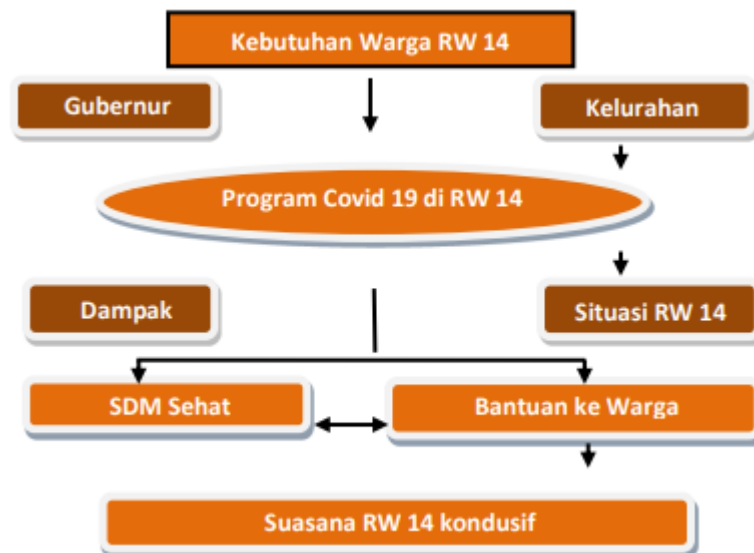 Kebutuhan Warga RW 14
Gubernur
Kelurahan
Program Covid 19 di RW 14
Dampak
Situasi RW 14
SDM Sehat
Bantuan ke Warga
Suasana RW 14 kondusif